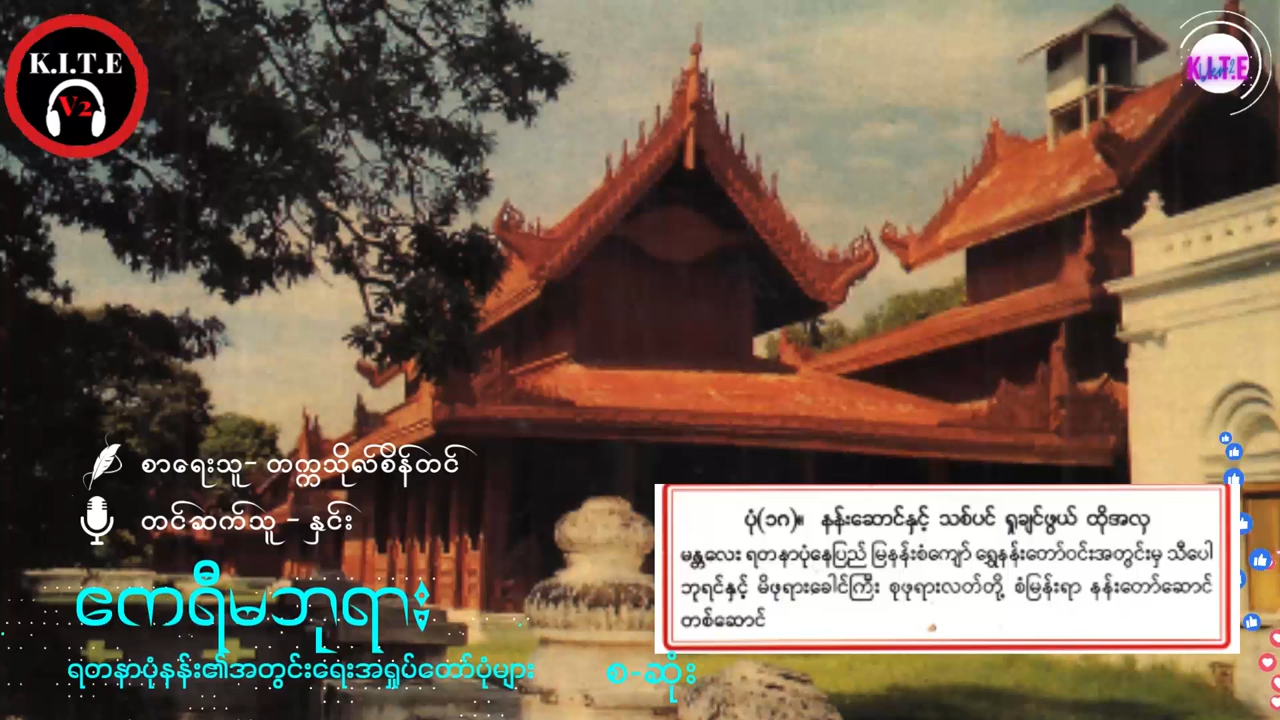 K.I.T.E
V2
K.I.T.E
စာရေးသူ- တက္ကသိုလ်စိန်တင်
တင်ဆက်သူ - နှင်း
ဧကရီမဘုရား
ရတနာပုံနန်း၏အတွင်းရေးအရှုပ်တော်ပုံများ
စ-ဆုံး
ပုံ(၁၈)။ နန်းဆောင်နှင့် သစ်ပင် ရှုချင်ဖွယ် ထိုအလှ
မန္တလေး ရတနာပုံနေပြည် မြနန်းစံကျော် ရွှေနန်းတော်ဝင်းအတွင်းမှ သီပေါ
ဘုရင်နှင့် မိဖုရားခေါင်ကြီး စုဖုရားလတ်တို့ စံမြန်းရာ နန်းတော်ဆောင်
တစ်ဆောင်